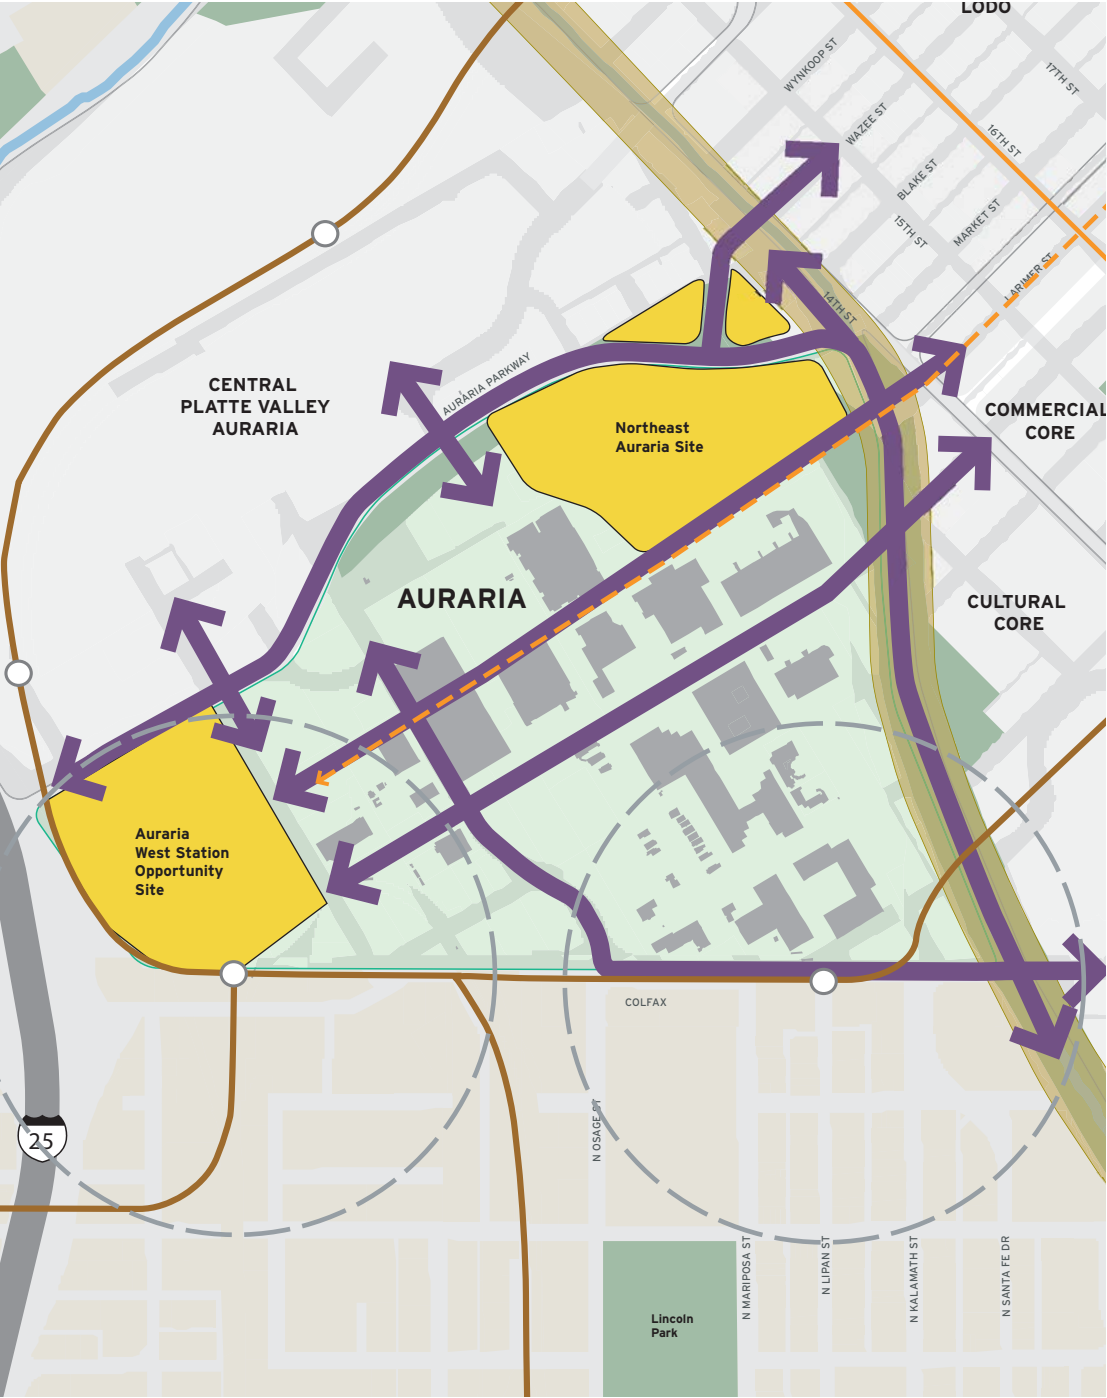 LODO
WYNKOOP ST
17TH ST
WAZEE ST
16TH ST
BLAKE ST
15TH ST
MARKET ST
LARIMER ST
14TH ST
AURARIA PARKWAY
CENTRAL
PLATTE VALLEY
AURARIA
COMMERCIAL
CORE
Northeast
Auraria Site
AURARIA
CULTURAL
CORE
Auraria
West Station
Opportunity
Site
COLFAX
N OSAGE ST
25
N MARIPOSA ST
N LIPAN ST
N KALAMATH ST
N SANTA FE DR
Lincoln
Park